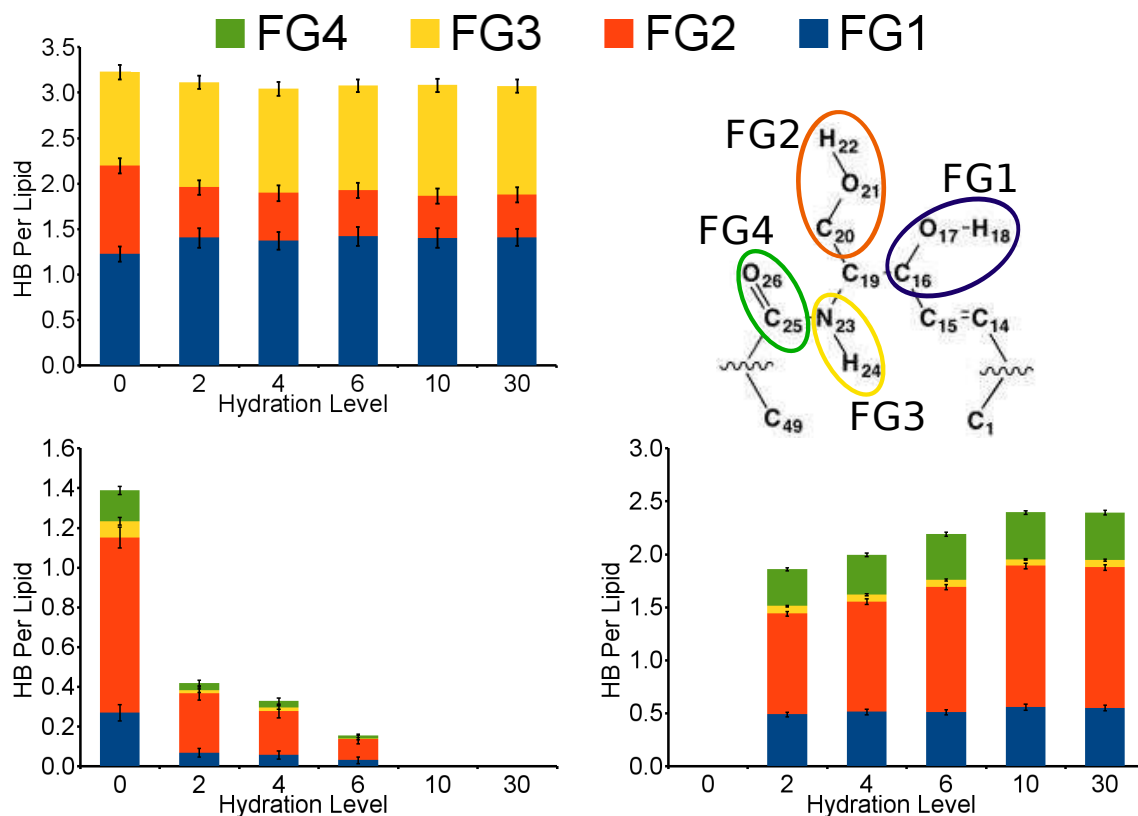 FG4 FG3 FG2 FG1
HB Per Lipid
3.5
3.0
2.5
2.0
1.5
1.0
0.5
0.0
0 2 4 6 10 30
Hydration Level
FG2
H22
O21
C20
FG1
O17-H18
C16
FG4
O26
C25
C19
N23
C15=C14
H24
FG3
C49
C1
HB Per Lipid
1.6
1.4
1.2
1.0
0.8
0.6
0.4
0.2
0.0
0 2 4 6 10 30
Hydration Level
HB Per Lipid
3.0
2.5
2.0
1.5
1.0
0.5
0.0
0 2 4 6 10 30
Hydration Level